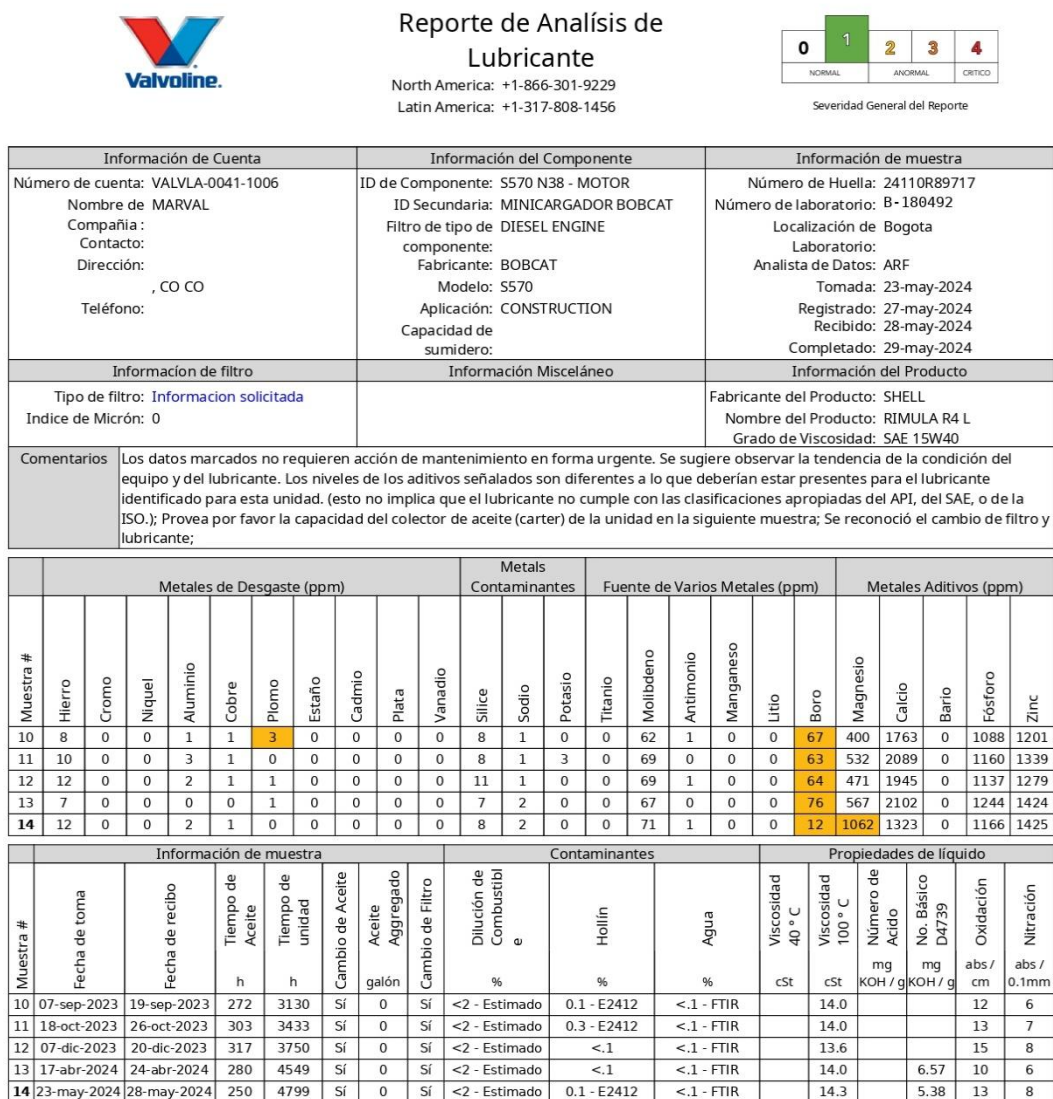 Reporte de Analísis de
Lubricante
North America: +1-866-301-9229
Latin America: +1-317-808-1456
Valvoline.
0 1 2 3 4
NORMAL ANORMAL CRITICO
Severidad General del Reporte
Información de Cuenta
Número de cuenta: VALVLA-0041-1006
Nombre de MARVAL
Compañia :
Contacto:
Dirección:
, CO CO
Teléfono:
Información del Componente
ID de Componente: S570 N38 - MOTOR
ID Secundaria: MINICARGADOR BOBCAT
Filtro de tipo de DIESEL ENGINE
componente:
Fabricante: BOBCAT
Modelo: S570
Aplicación: CONSTRUCTION
Capacidad de
sumidero:
Información de muestra
Número de Huella: 24110R89717
Número de laboratorio: B-180492
Localización de Bogota
Laboratorio:
Analista de Datos: ARF
Tomada: 23-may-2024
Registrado: 27-may-2024
Recibido: 28-may-2024
Completado: 29-may-2024
Informacíon de filtro
Tipo de filtro: Informacion solicitada
Indice de Micrón: 0
Información Misceláneo
Información del Producto
Fabricante del Producto: SHELL
Nombre del Producto: RIMULA R4 L
Grado de Viscosidad: SAE 15W40
Comentarios Los datos marcados no requieren acción de mantenimiento en forma urgente. Se sugiere observar la tendencia de la condición del
equipo y del lubricante. Los niveles de los aditivos señalados son diferentes a lo que deberían estar presentes para el lubricante
identificado para esta unidad. (esto no implica que el lubricante no cumple con las clasificaciones apropiadas del API, del SAE, o de la
ISO.); Provea por favor la capacidad del colector de aceite (carter) de la unidad en la siguiente muestra; Se reconoció el cambio de filtro y
lubricante;
Metales de Desgaste (ppm) Metals Contaminantes Fuente de Varios Metales (ppm) Metales Aditivos (ppm)
Muestra # Hierro Cromo Niquel Aluminio Cobre Plomo Estaño Cadmio Plata Vanadio Silice Sodio Potasio Titanio Molibdeno Antimonio Manganeso Litio Boro Magnesio Calcio Bario Fósforo Zinc
10 8 0 0 1 1 3 0 0 0 0 8 1 0 0 62 1 0 0 67 400 1763 0 1088 1201
11 10 0 0 3 1 0 0 0 0 0 8 1 3 0 69 0 0 0 63 532 2089 0 1160 1339
12 12 0 0 2 1 1 0 0 0 0 11 1 0 0 69 1 0 0 64 471 1945 0 1137 1279
13 7 0 0 0 0 1 0 0 0 0 7 2 0 0 67 0 0 0 76 567 2102 0 1244 1424
14 12 0 0 2 1 0 0 0 0 0 8 2 0 0 71 1 0 0 12 1062 1323 0 1166 1425
Información de muestra Contaminantes Propiedades de líquido
Muestra # Fecha de toma Fecha de recibo Tiempo de Aceite h Tiempo de unidad h Cambio de Aceite Aceite Aggregado galón Cambio de Filtro Dilución de Combustible % Hollín % Agua % Viscosidad 40 ° C cSt Viscosidad 100 ° C cSt Número de Acido mg KOH / g No. Básico D4739 mg KOH / g Oxidación abs / cm Nitración abs / 0.1mm
10 07-sep-2023 19-sep-2023 272 3130 Sí 0 Sí <2 - Estimado 0.1 - E2412 <.1 - FTIR 14.0 12 6
11 18-oct-2023 26-oct-2023 303 3433 Sí 0 Sí <2 - Estimado 0.3 - E2412 <.1 - FTIR 14.0 13 7
12 07-dic-2023 20-dic-2023 317 3750 Sí 0 Sí <2 - Estimado <.1 <.1 - FTIR 13.6 15 8
13 17-abr-2024 24-abr-2024 280 4549 Sí 0 Sí <2 - Estimado <.1 <.1 - FTIR 14.0 6.57 10 6
14 23-may-2024 28-may-2024 250 4799 Sí 0 Sí <2 - Estimado 0.1 - E2412 <.1 - FTIR 14.3 5.38 13 8